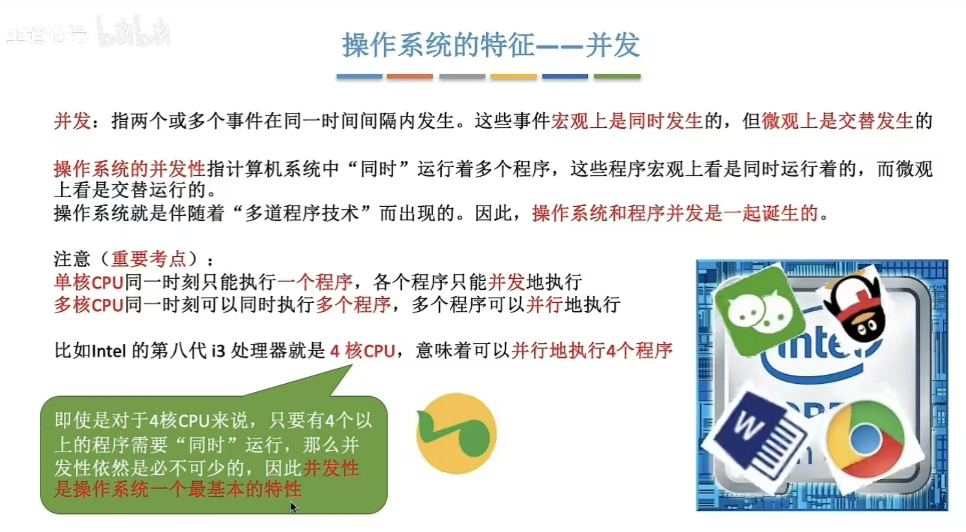 操作系统的特征——并发
并发：指两个或多个事件在同一时间间隔内发生。这些事件宏观上是同时发生的，但微观上是交替发生的
操作系统的并发性指计算机系统中“同时”运行着多个程序，这些程序宏观上看是同时运行着的，而微观
上看是交替运行的。
操作系统就是伴随着“多道程序技术”而出现的。因此，操作系统和程序并发是一起诞生的。
注意（重要考点）：
单核CPU同一时刻只能执行一个程序，各个程序只能并发地执行
多核CPU同一时刻可以同时执行多个程序，多个程序可以并行地执行
比如Intel 的第八代 i3 处理器就是 4 核CPU，意味着可以并行地执行4个程序
即使是对于4核CPU来说，只要有4个以
上的程序需要“同时”运行，那么并
发性依然是必不可少的，因此并发性
是操作系统一个最基本的特性
intel
W